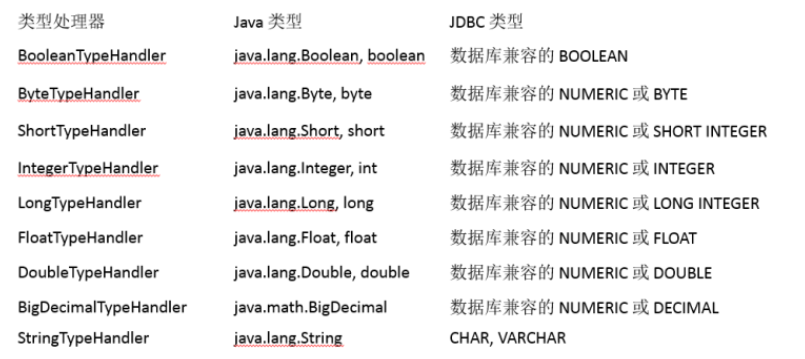 类型处理器 Java 类型 JDBC 类型
BooleanTypeHandler java.lang.Boolean, boolean 数据库兼容的 BOOLEAN
ByteTypeHandler java.lang.Byte, byte 数据库兼容的 NUMERIC 或 BYTE
ShortTypeHandler java.lang.Short, short 数据库兼容的 NUMERIC 或 SHORT INTEGER
IntegerTypeHandler java.lang.Integer, int 数据库兼容的 NUMERIC 或 INTEGER
LongTypeHandler java.lang.Long, long 数据库兼容的 NUMERIC 或 LONG INTEGER
FloatTypeHandler java.lang.Float, float 数据库兼容的 NUMERIC 或 FLOAT
DoubleTypeHandler java.lang.Double, double 数据库兼容的 NUMERIC 或 DOUBLE
BigDecimalTypeHandler java.math.BigDecimal 数据库兼容的 NUMERIC 或 DECIMAL
StringTypeHandler java.lang.String CHAR, VARCHAR